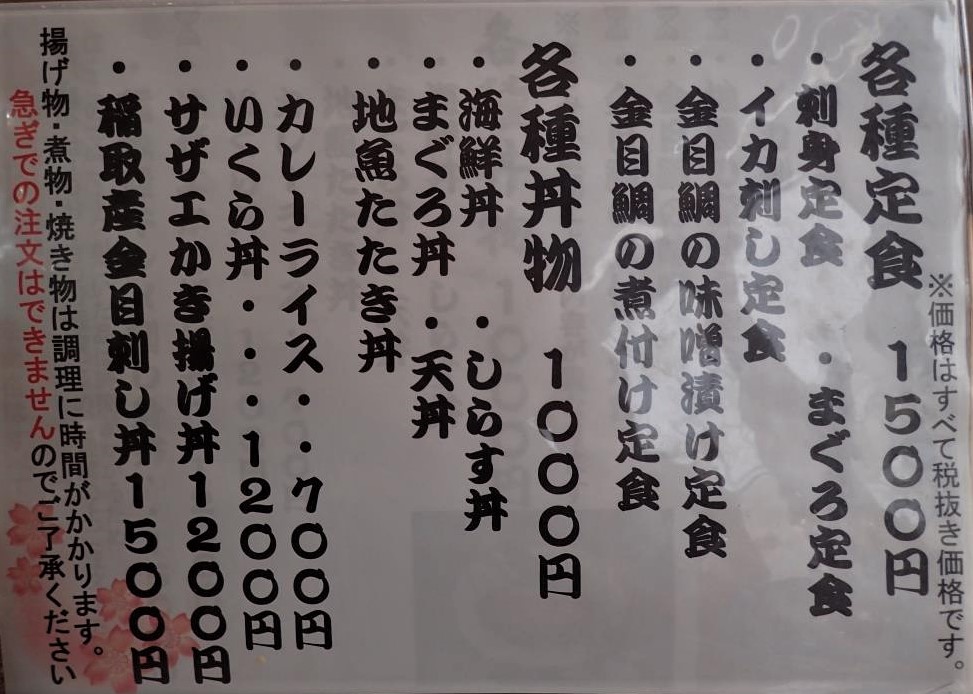 ※価格はすべて税抜き価格です。
各種定食 1500円
・刺身定食 ・まぐろ定食
・イカ刺し定食
・金目鯛の味噌漬け定食
・金目鯛の煮付け定食
各種丼物 1000円
・海鮮丼 ・しらす丼
・まぐろ丼 ・天丼
・地魚たたき丼
・カレーライス・・700円
・いくら丼・・・1200円
・サザエかき揚げ丼1200円
・稲取産金目刺し丼1500円
揚げ物・煮物・焼き物は調理に時間がかかります。
急ぎでの注文はできませんのでご了承ください